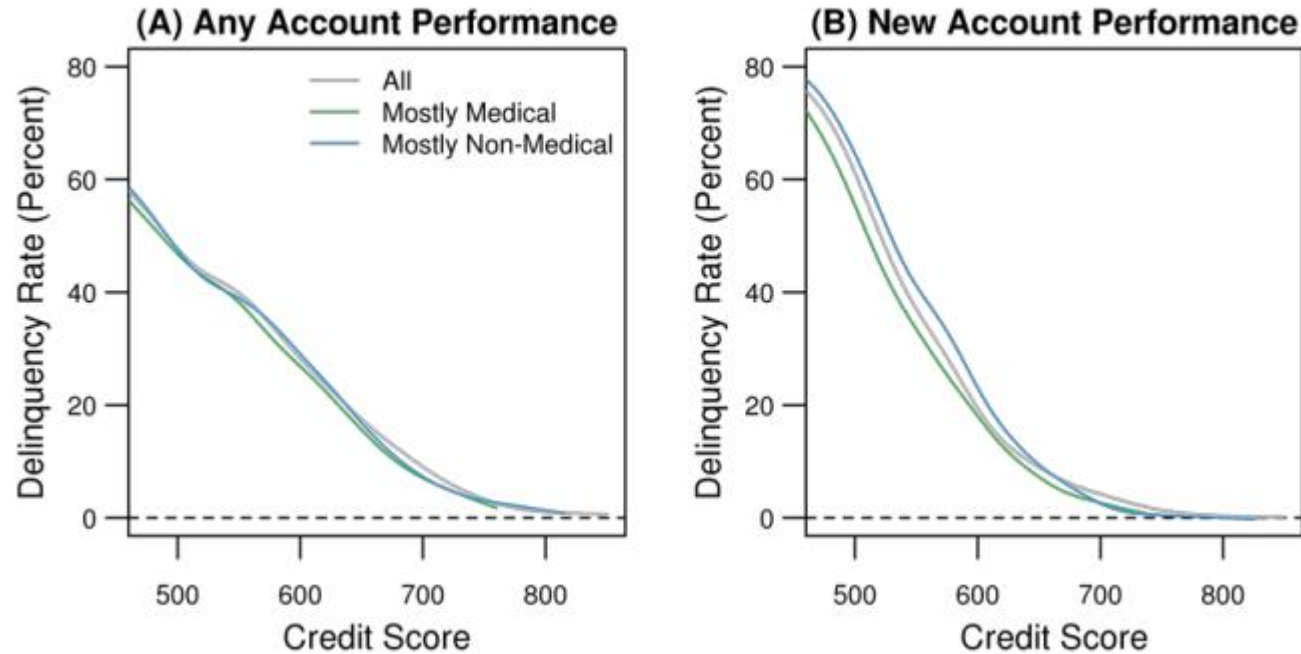 (A) Any Account Performance
Delinquency Rate (Percent)
80
60
40
20
0
All
Mostly Medical
Mostly Non-Medical
500 600 700 800
Credit Score
(B) New Account Performance
Delinquency Rate (Percent)
80
60
40
20
0
500 600 700 800
Credit Score